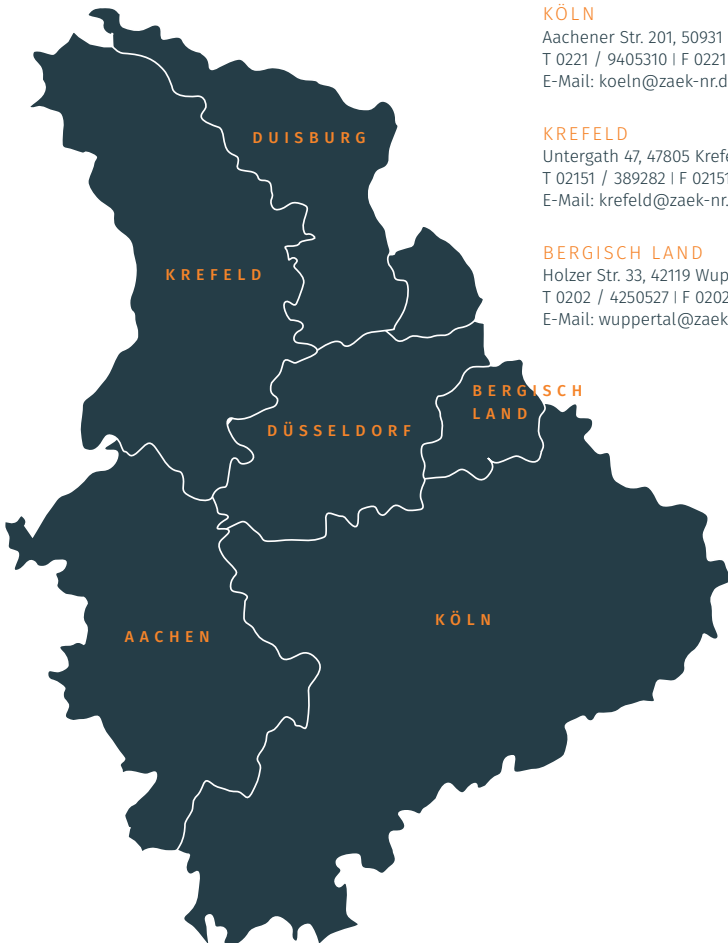 KÖLN
Aachener Str. 201, 50931
T 0221 / 9405310 | F 0221
E-Mail: koeln@zaek-nr.d
KREFELD
Untergath 47, 47805 Krefe
T 02151 / 389282 | F 02151
E-Mail: krefeld@zaek-nr.
BERGISCH LAND
Holzer Str. 33, 42119 Wup
T 0202 / 4250527 | F 0202
E-Mail: wuppertal@zaek
DUISBURG
KREFELD
BERGISCH
LAND
DÜSSELDORF
KÖLN
AACHEN